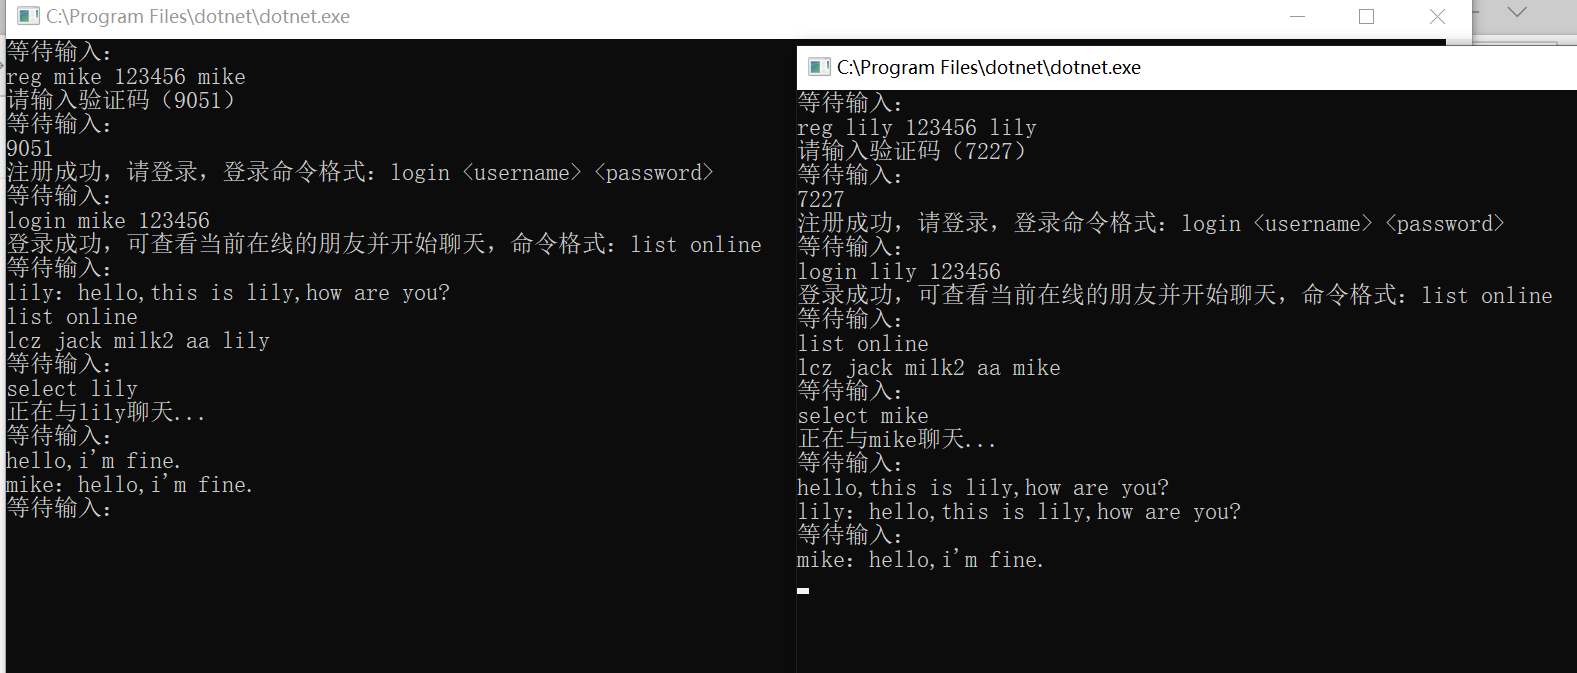 C:\Program Files\dotnet\dotnet.exe
等待输入:
reg mike 123456 mike
请输入验证码（9051）
等待输入:
9051
注册成功，请登录，登录命令格式：login <username> <password>
等待输入:
login mike 123456
登录成功，可查看当前在线的朋友并开始聊天，命令格式：list online
等待输入:
lily：hello,this is lily,how are you?
list online
lcz jack milk2 aa lily
等待输入:
select lily
正在与lily聊天...
等待输入:
hello,i'm fine.
mike：hello,i'm fine.
等待输入:
C:\Program Files\dotnet\dotnet.exe
等待输入:
reg lily 123456 lily
请输入验证码（7227）
等待输入:
7227
注册成功，请登录，登录命令格式：login <username> <password>
等待输入:
login lily 123456
登录成功，可查看当前在线的朋友并开始聊天，命令格式：list online
等待输入:
list online
lcz jack milk2 aa mike
等待输入:
select mike
正在与mike聊天...
等待输入:
hello,this is lily,how are you?
lily：hello,this is lily,how are you?
等待输入:
mike：hello,i'm fine.